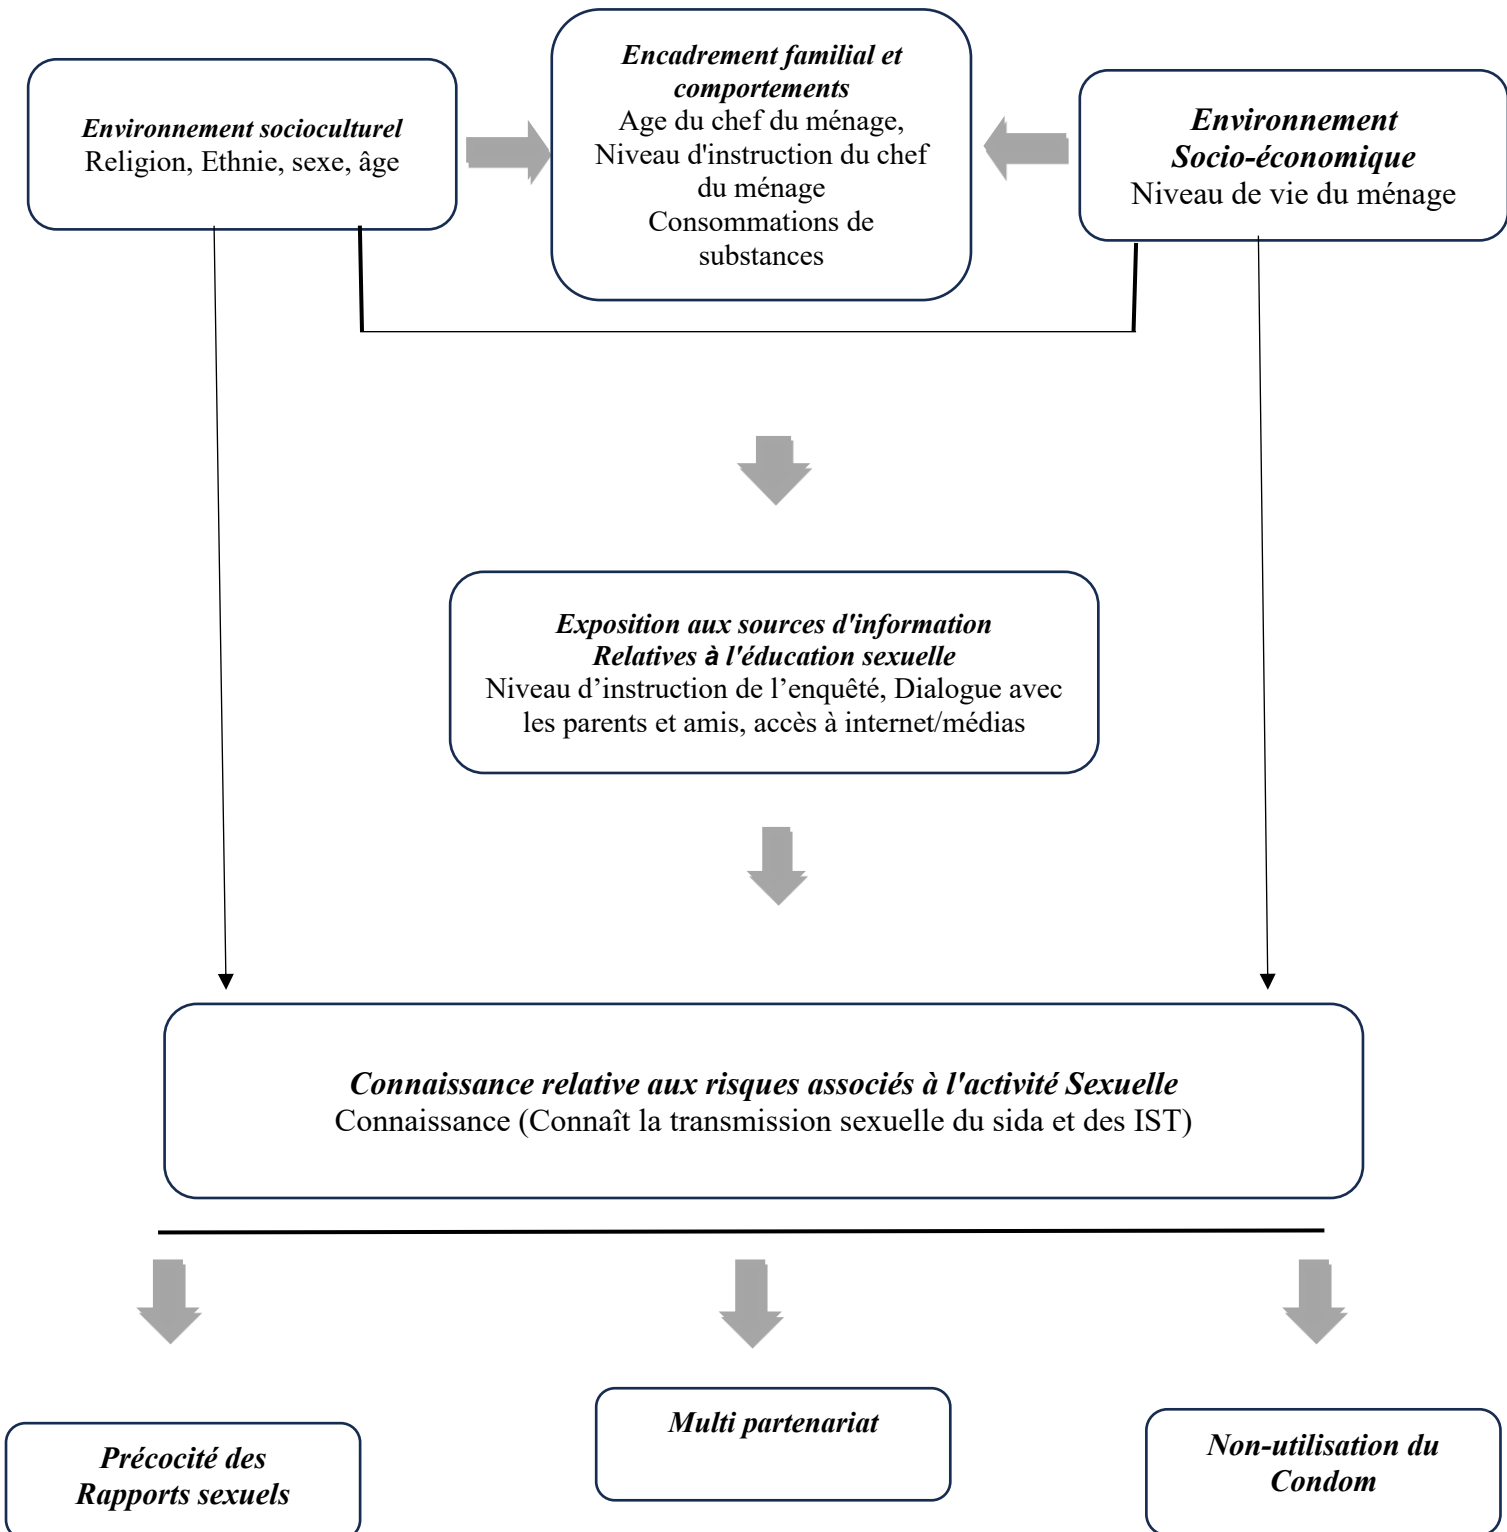 Encadrement familial et
comportements
Age du chef du ménage,
Niveau d'instruction du chef
du ménage
Consommations de
substances
Environnement socioculturel
Religion, Ethnie, sexe, âge
Environnement
Socio-économique
Niveau de vie du ménage
Exposition aux sources d'information
Relatives à l'éducation sexuelle
Niveau d’instruction de l’enquêté, Dialogue avec
les parents et amis, accès à internet/médias
Connaissance relative aux risques associés à l'activité Sexuelle
Connaissance (Connaît la transmission sexuelle du sida et des IST)
Précocité des
Rapports sexuels
Multi partenariat
Non-utilisation du
Condom